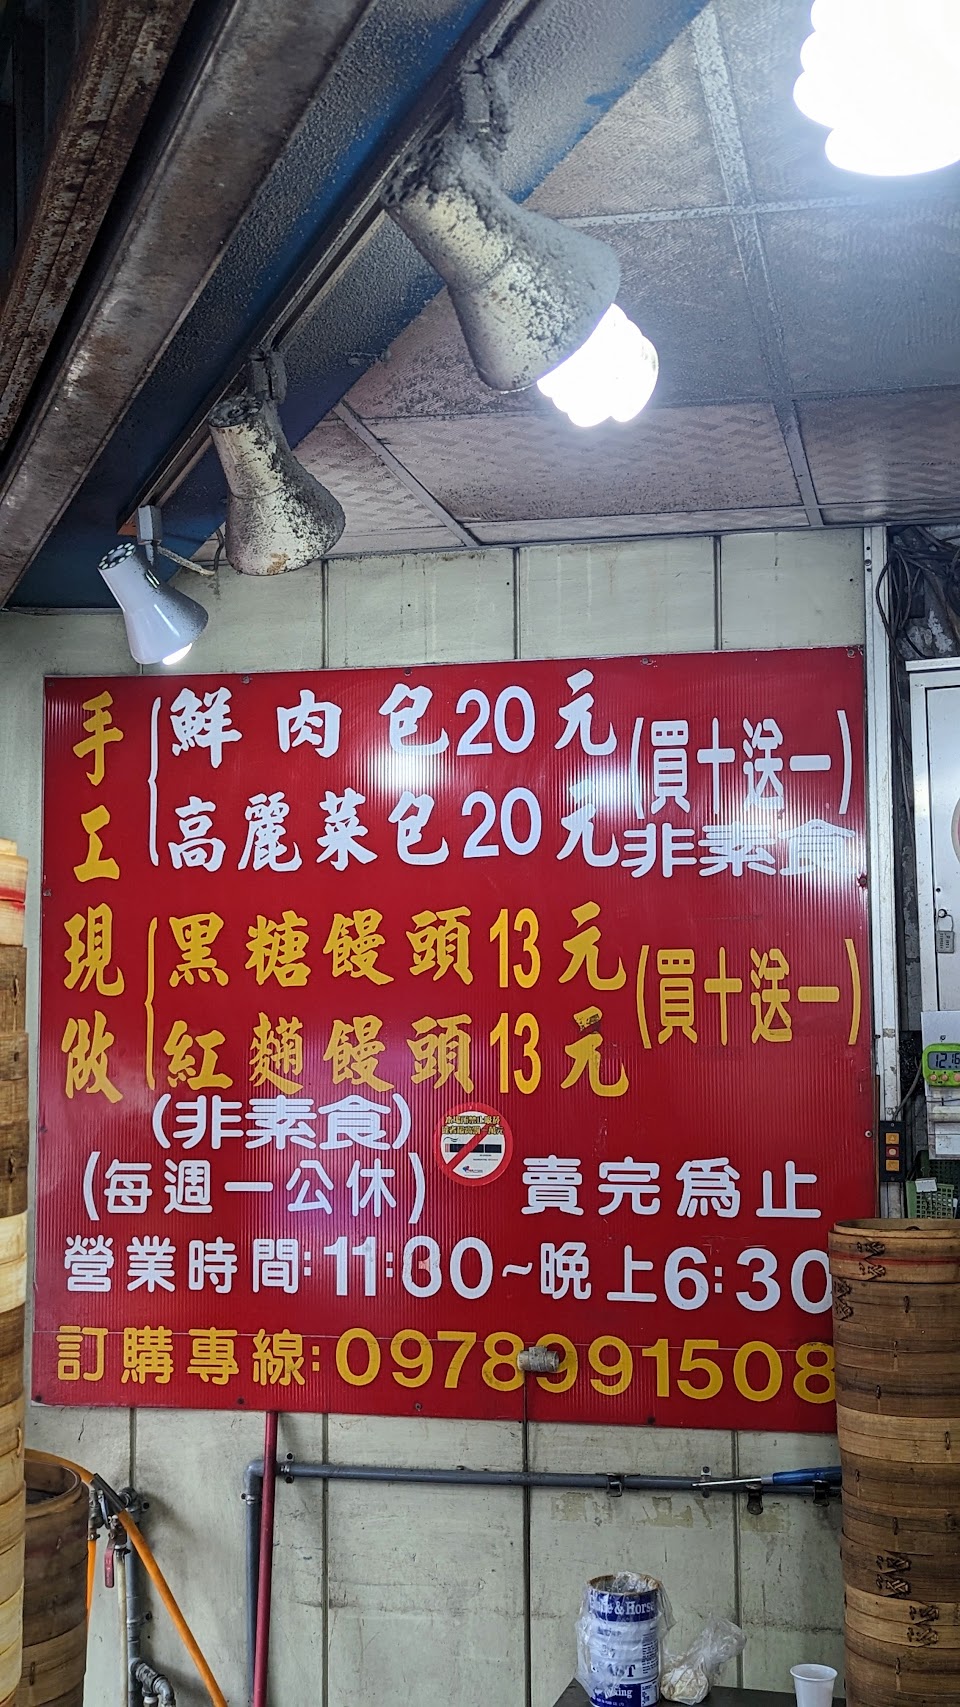 手工現做
鮮肉包20元
高麗菜包20元
(買十送一)
非素食
黑糖饅頭13元
紅麴饅頭13元
(買十送一)
(非素食)
(每週一公休)
賣完為止
營業時間:11:00~晚上6:30
訂購專線:0978991508